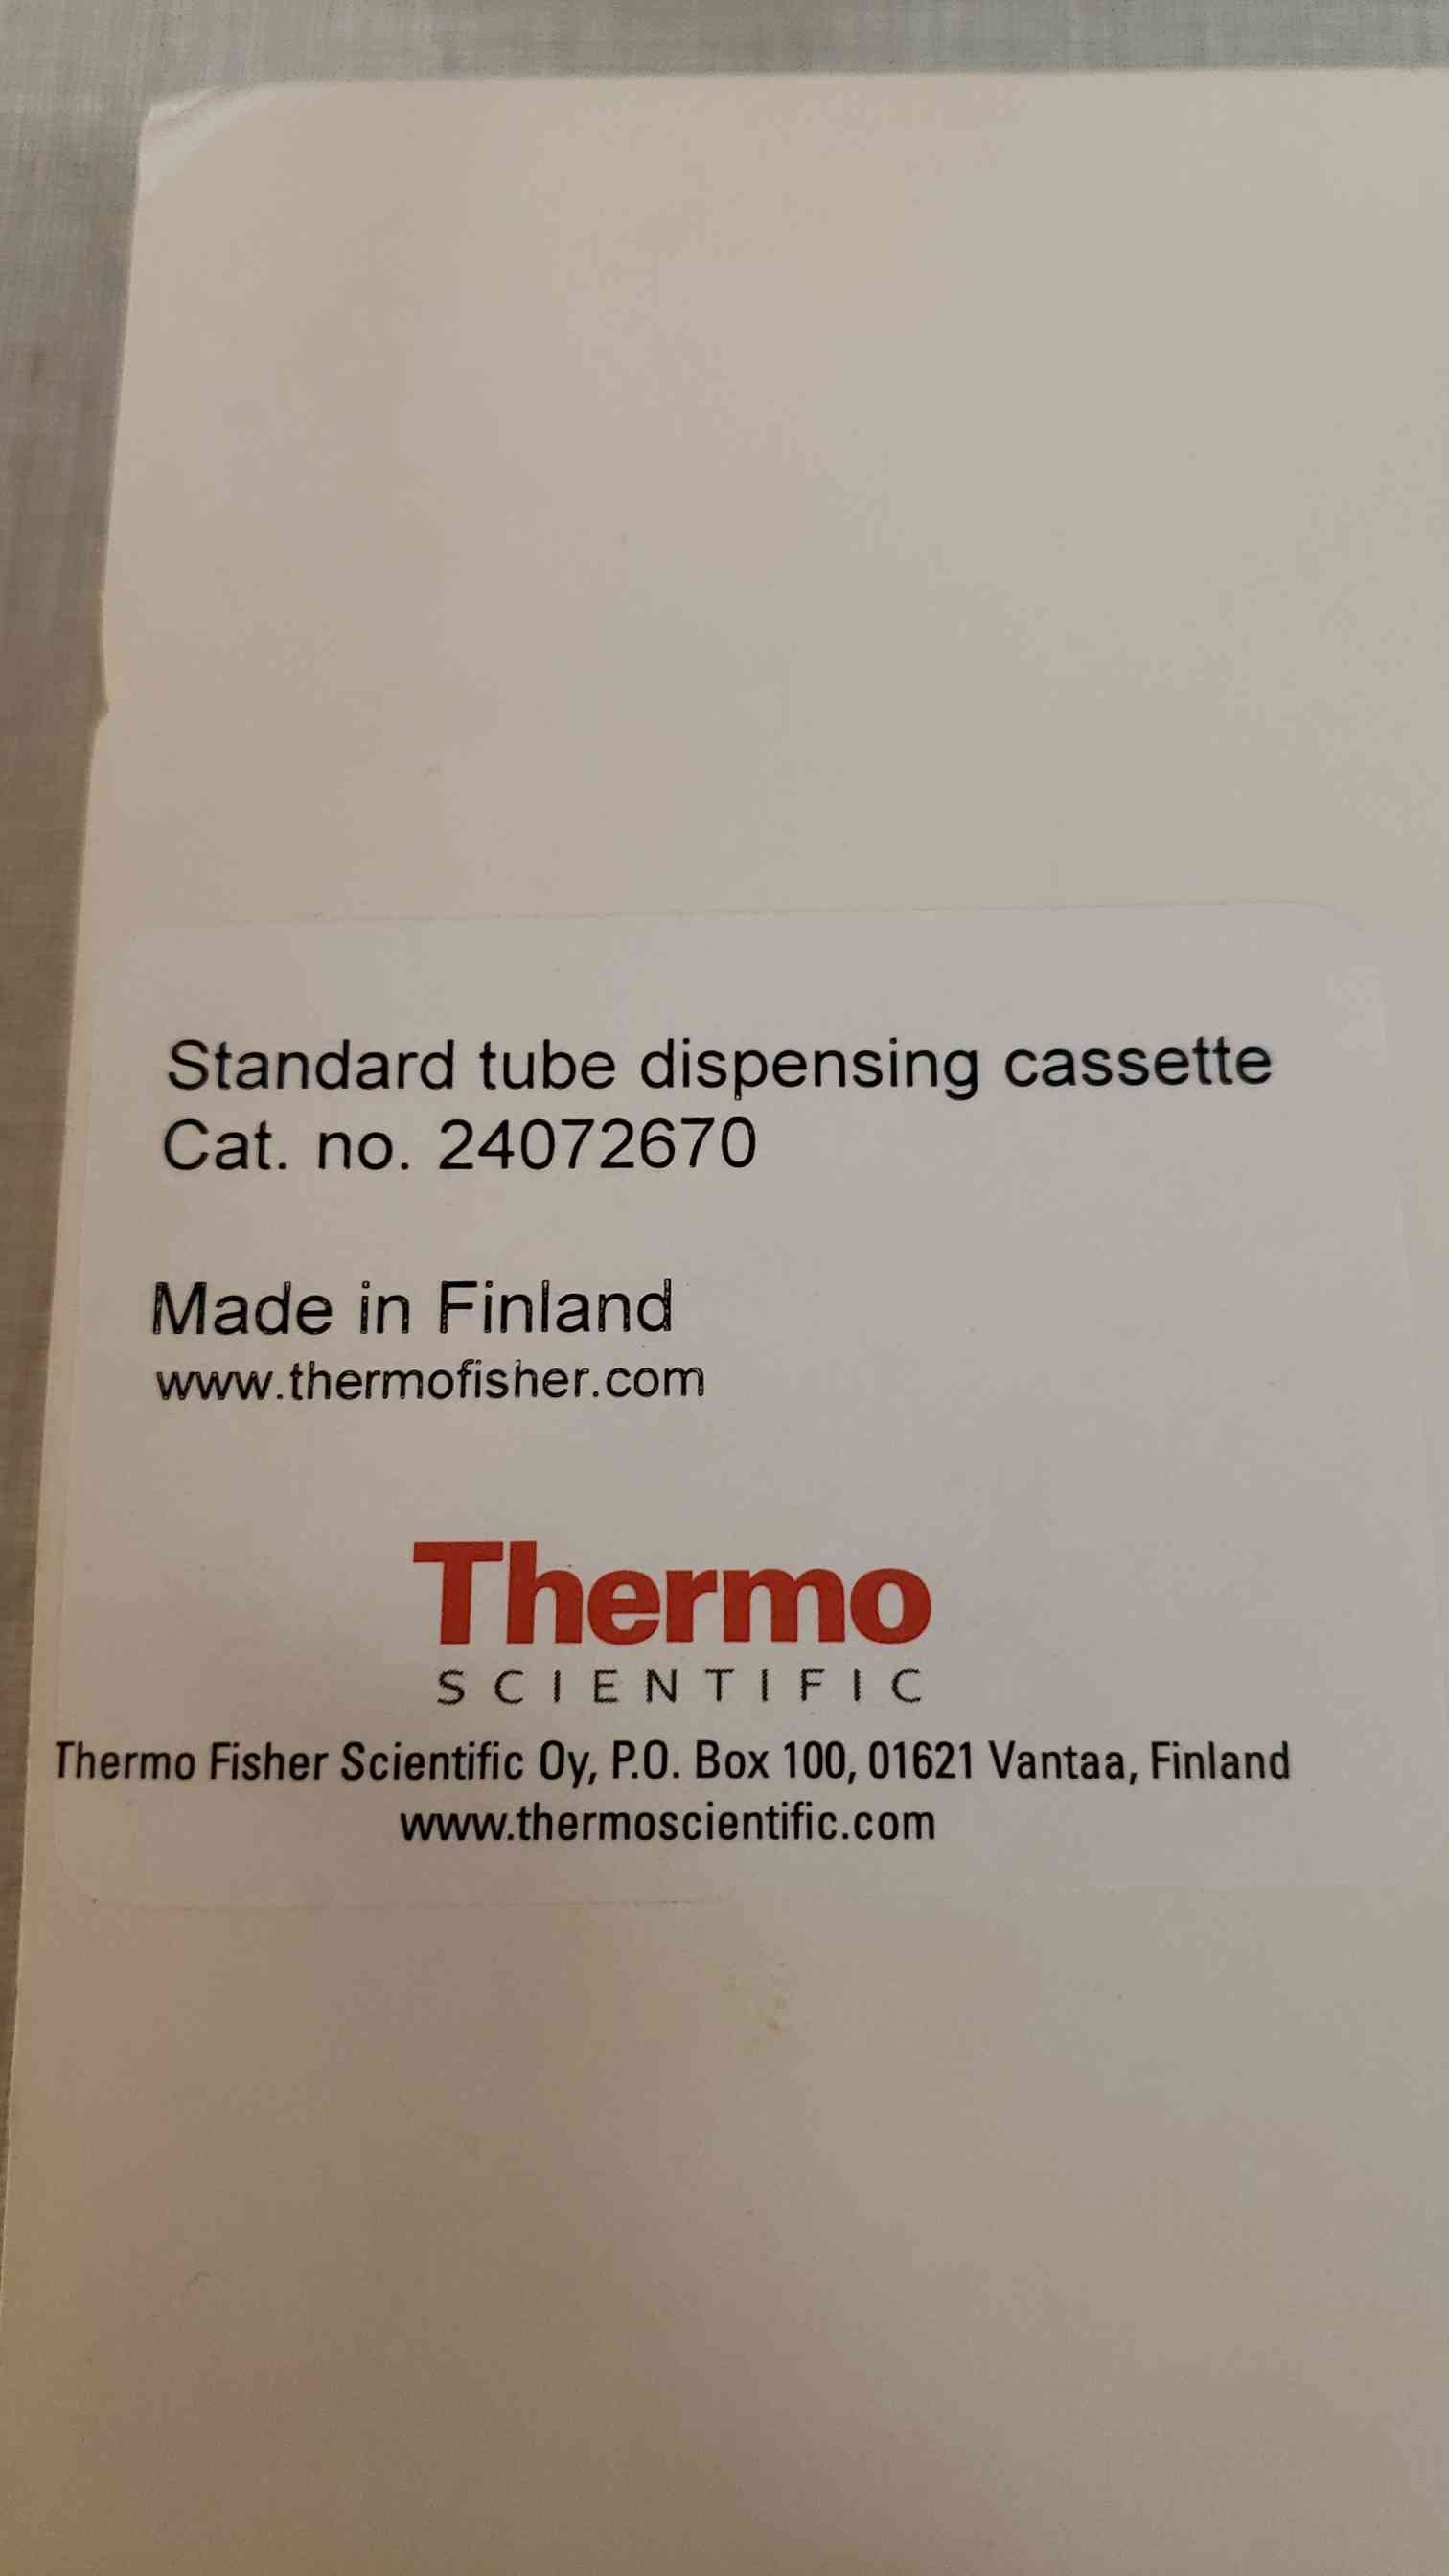 Standard tube dispensing cassette
Cat. no. 24072670
Made in Finland
www.thermofisher.com
Thermo
SCIENTIFIC
Thermo Fisher Scientific Oy, P.O. Box 100, 01621 Vantaa, Finland
www.thermoscientific.com